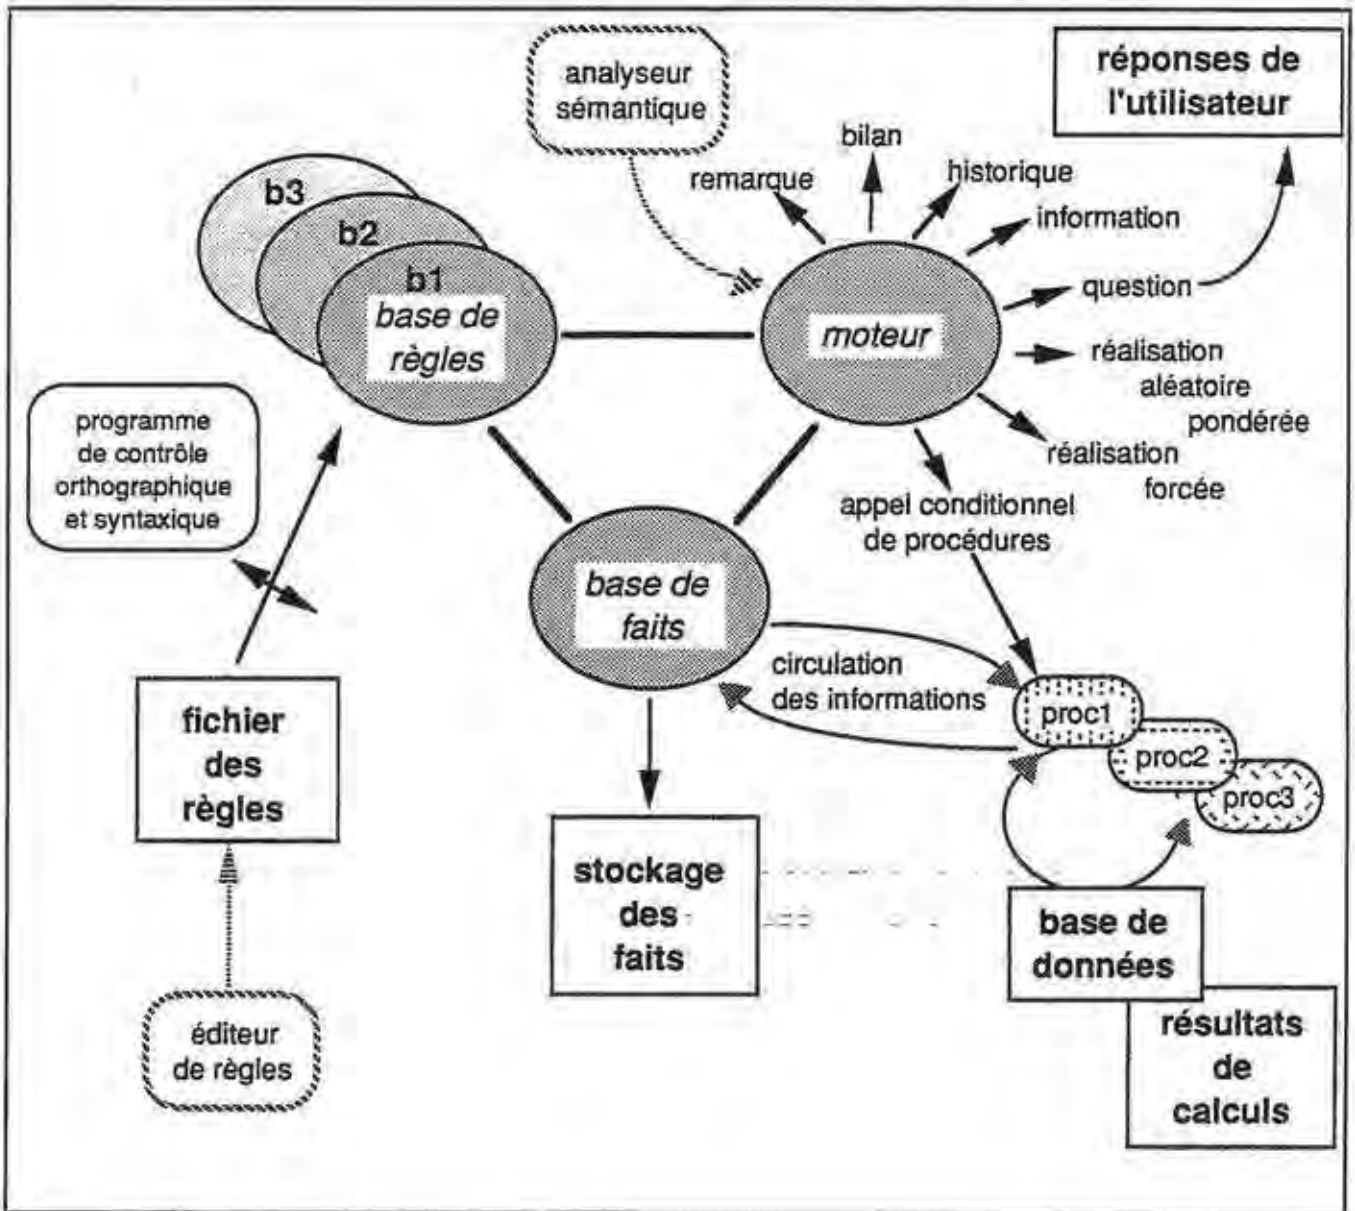 analyseur
sémantique
réponses de
l'utilisateur
bilan
remarque
historique
information
question
réalisation
aléatoire
pondérée
réalisation
forcée
appel conditionnel
de procédures
b3
b2
b1
base de
règles
moteur
programme
de contrôle
orthographique
et syntaxique
base de
faits
circulation
des informations
proc1
proc2
proc3
fichier
des
règles
stockage
des
faits
base de
données
résultats
de
calculs
éditeur
de règles